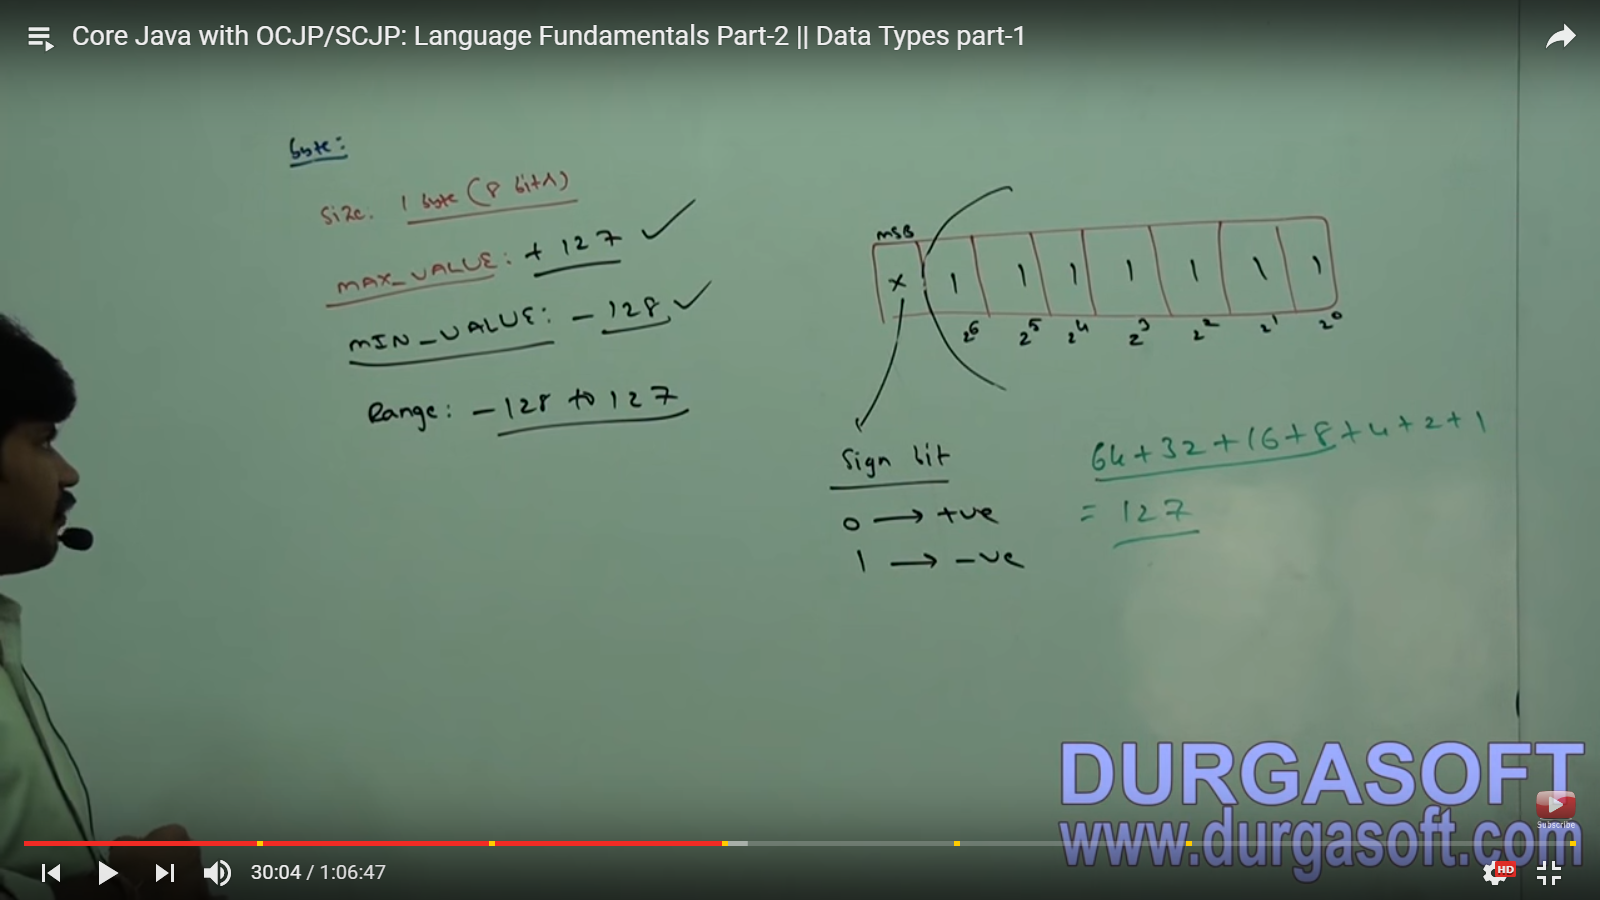 Core Java with OCJP/SCJP: Language Fundamentals Part-2 || Data Types part-1
byte:
Size: 1 byte (8 bits)
MAX_VALUE: + 127
MIN_VALUE: - 128
Range: - 128 to 127
MSB
x 1 1 1 1 1 1 1
2^6 2^5 2^4 2^3 2^2 2^1 2^0
Sign bit
0 → +ve
1 → -ve
64+32+16+8+4+2+1
= 127
DURGASOFT
www.durgasoft.com
Subscribe
30:04 / 1:06:47
HD